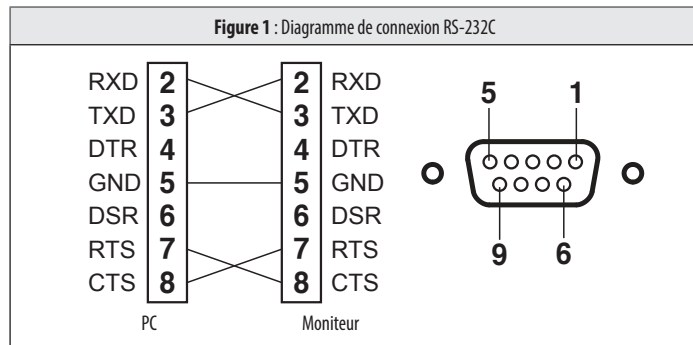 Figure 1 : Diagramme de connexion RS-232C
RXD 2 2 RXD
TXD 3 3 TXD
DTR 4 4 DTR
GND 5 5 GND
DSR 6 6 DSR
RTS 7 7 RTS
CTS 8 8 CTS
PC Moniteur
5 1
9 6